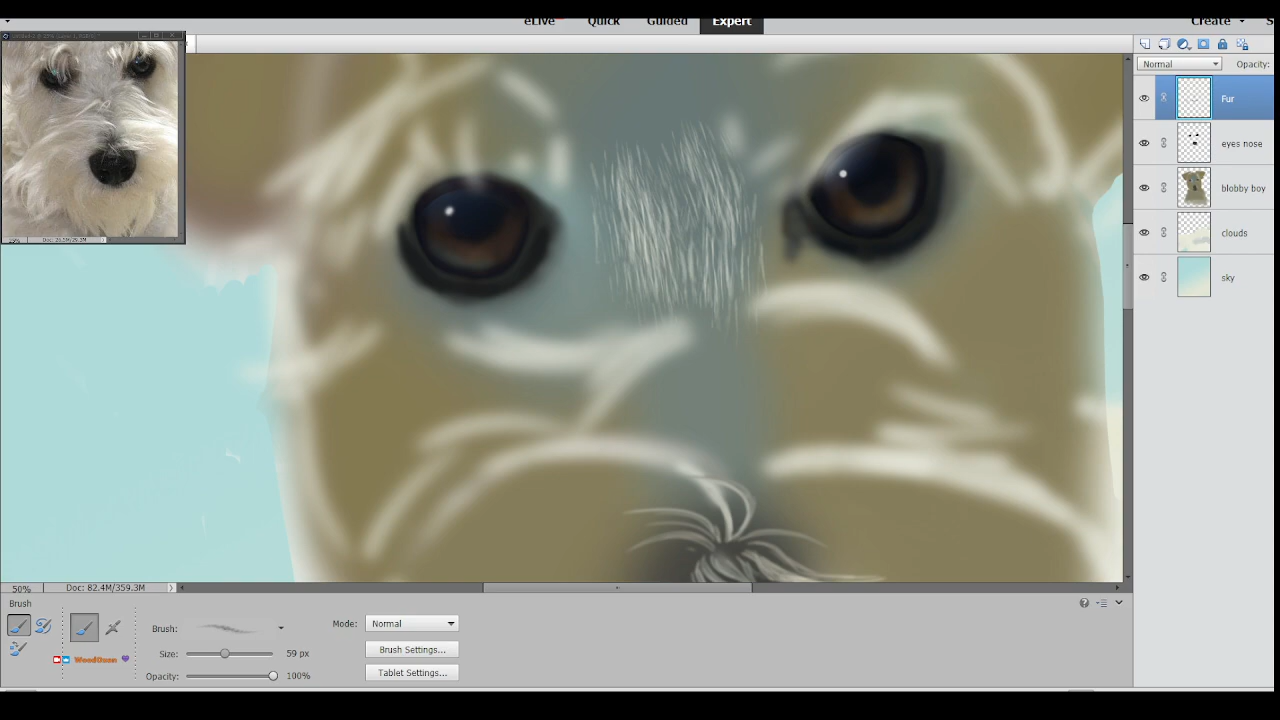 eLive Quick Guided Expert Create
Normal Opacity:
Fur
eyes nose
blobby boy
clouds
sky
50% Doc: 82.4M/359.3M
Brush
Brush: Mode: Normal
Size: 59 px Brush Settings...
Opacity: 100% Tablet Settings...